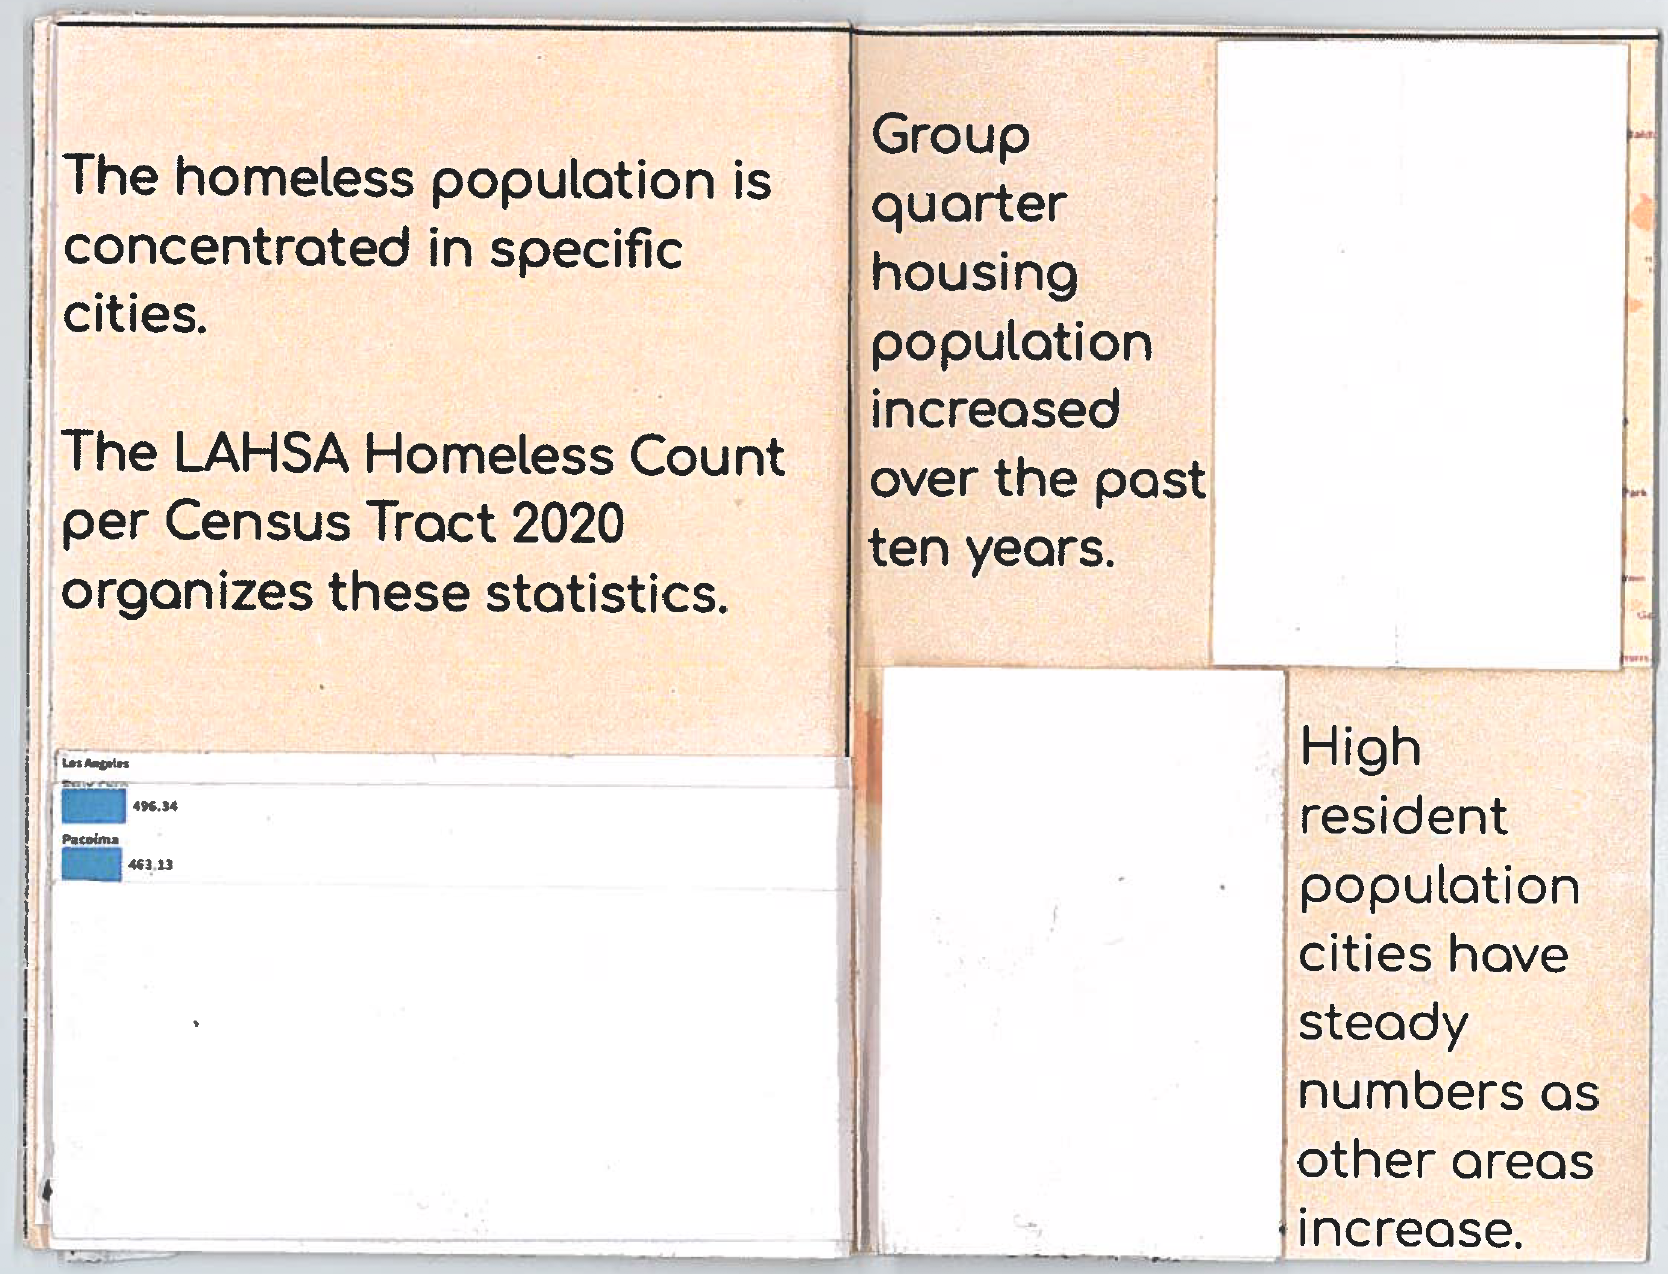 The homeless population is
concentrated in specific
cities.
The LAHSA Homeless Count
per Census Tract 2020
organizes these statistics.
Los Angeles
496.34
Pacoima
463.13
Group
quarter
housing
population
increased
over the past
ten years.
High
resident
population
cities have
steady
numbers as
other areas
increase.